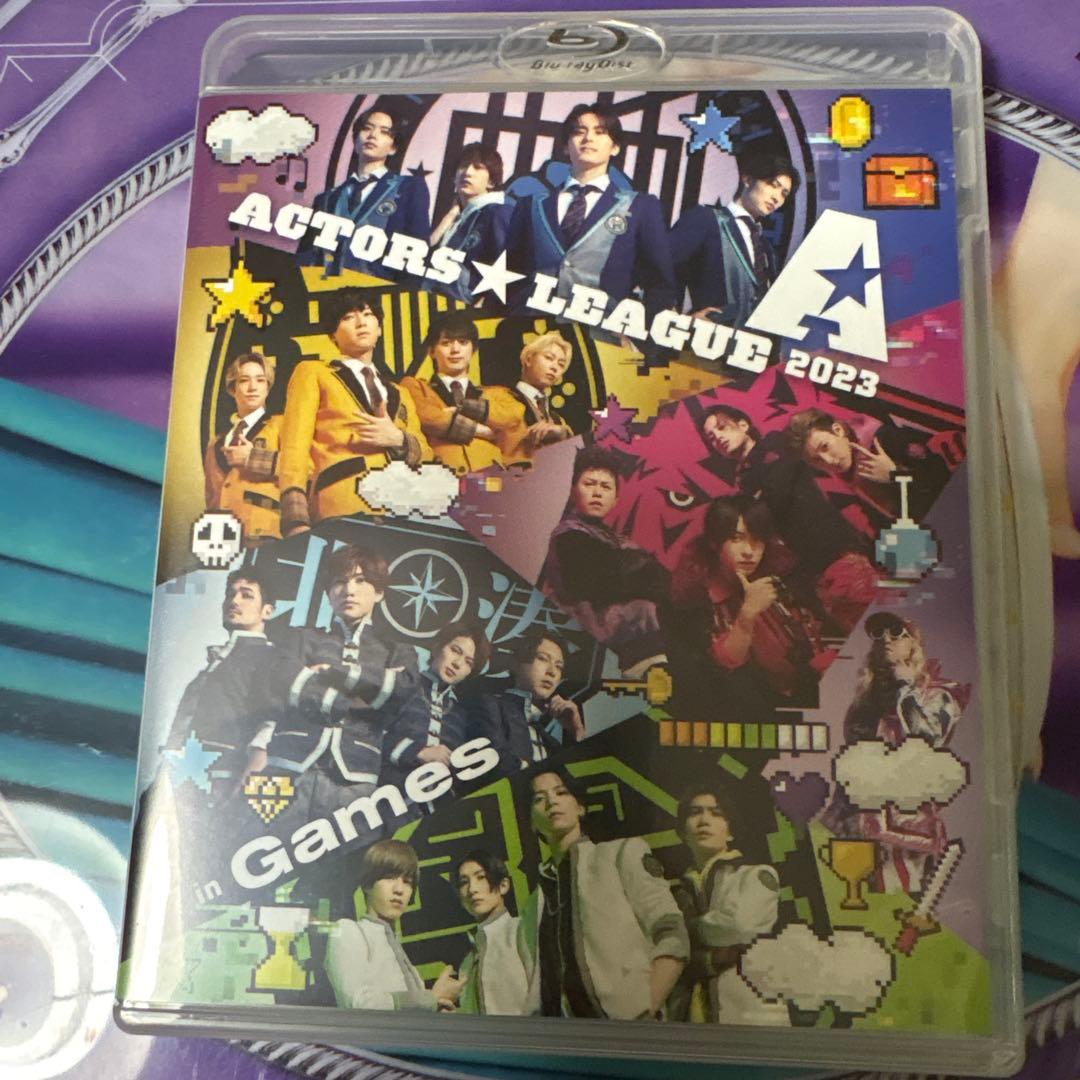 Blu-ray Disc
ACTORS★LEAGUE
2023
in Games